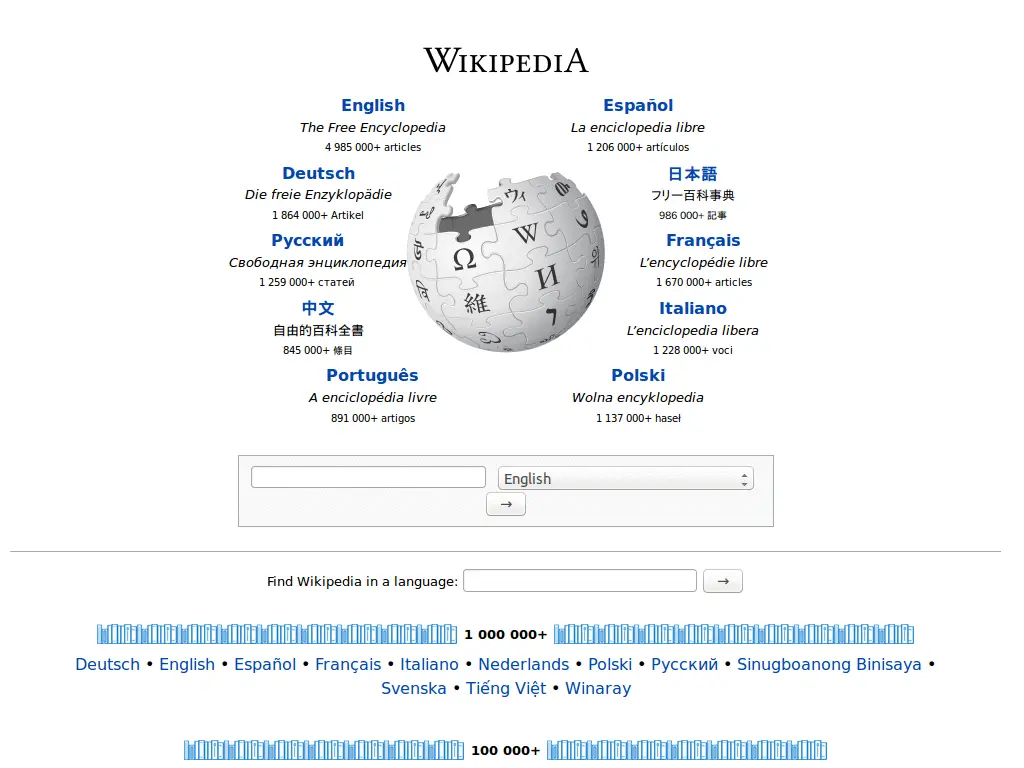 WIKIPEDIA
English
The Free Encyclopedia
4 985 000+ articles
Español
La enciclopedia libre
1 206 000+ artículos
Deutsch
Die freie Enzyklopädie
1 864 000+ Artikel
日本語
フリー百科事典
986 000+ 記事
Русский
Свободная энциклопедия
1 259 000+ статей
Français
L'encyclopédie libre
1 670 000+ articles
中文
自由的百科全書
845 000+ 條目
Italiano
L'enciclopedia libera
1 228 000+ voci
Português
A enciclopédia livre
891 000+ artigos
Polski
Wolna encyklopedia
1 137 000+ haseł
ウィ
W
Ω
И
維
English
→
Find Wikipedia in a language: →
1 000 000+
Deutsch • English • Español • Français • Italiano • Nederlands • Polski • Русский • Sinugboanong Binisaya •
Svenska • Tiếng Việt • Winaray
100 000+